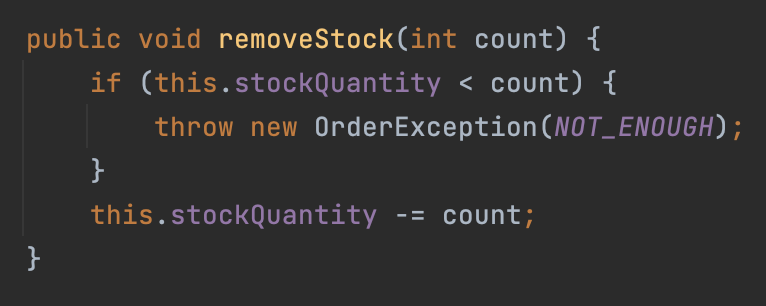 public void removeStock(int count) {
    if (this.stockQuantity < count) {
        throw new OrderException(NOT_ENOUGH);
    }
    this.stockQuantity -= count;
}